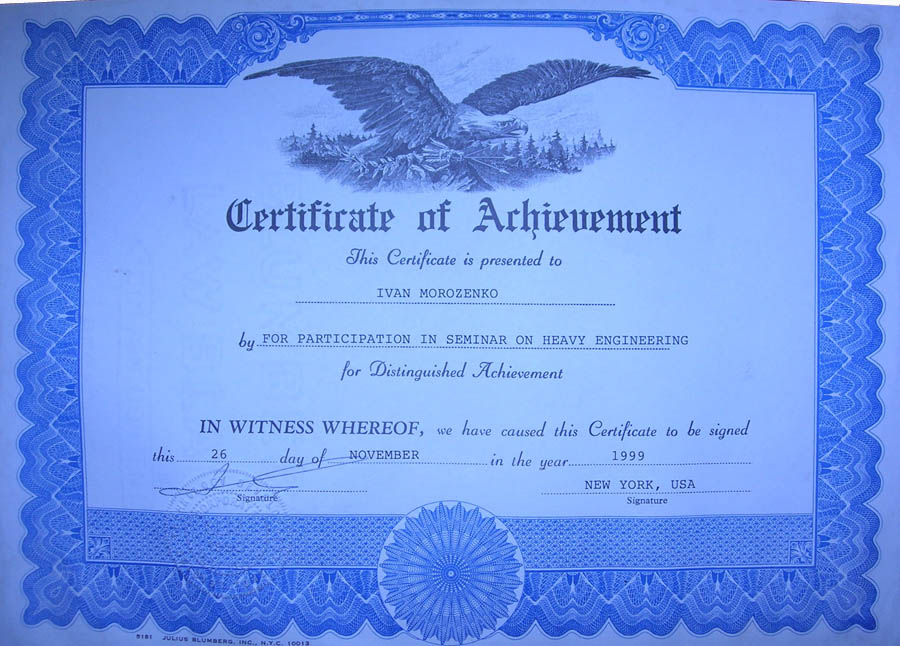 Certificate of Achievement
This Certificate is presented to
IVAN MOROZENKO
by FOR PARTICIPATION IN SEMINAR ON HEAVY ENGINEERING
for Distinguished Achievement
IN WITNESS WHEREOF, we have caused this Certificate to be signed
this 26 day of NOVEMBER in the year 1999
NEW YORK, USA
Signature Signature
5181 JULIUS BLUMBERG, INC., N.Y.C. 10013